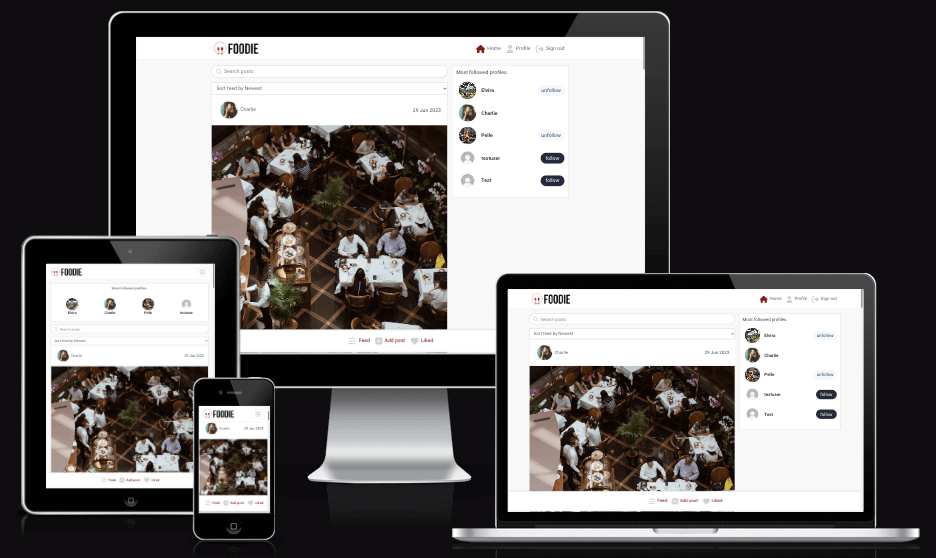 FOODIE
Home Profile Sign out
Search posts
Sort feed by Newest
Charlie 29 Jun 2023
Most followed profiles
Elvira unfollow
Charlie
Pelle unfollow
testuser follow
Test follow
Feed Add post Liked
FOODIE
Most followed profiles
Elvira Charlie Pelle testuser
Search posts
Sort feed by Newest
Charlie 29 Jun 2023
Feed Add post Liked
FOODIE
Charlie 29 Jun 2023
Feed Add post Liked
FOODIE
Home Profile Sign out
Search posts
Sort feed by Newest
Charlie 29 Jun 2023
Most followed profiles
Elvira unfollow
Charlie
Pelle unfollow
testuser follow
Test follow
Feed Add post Liked